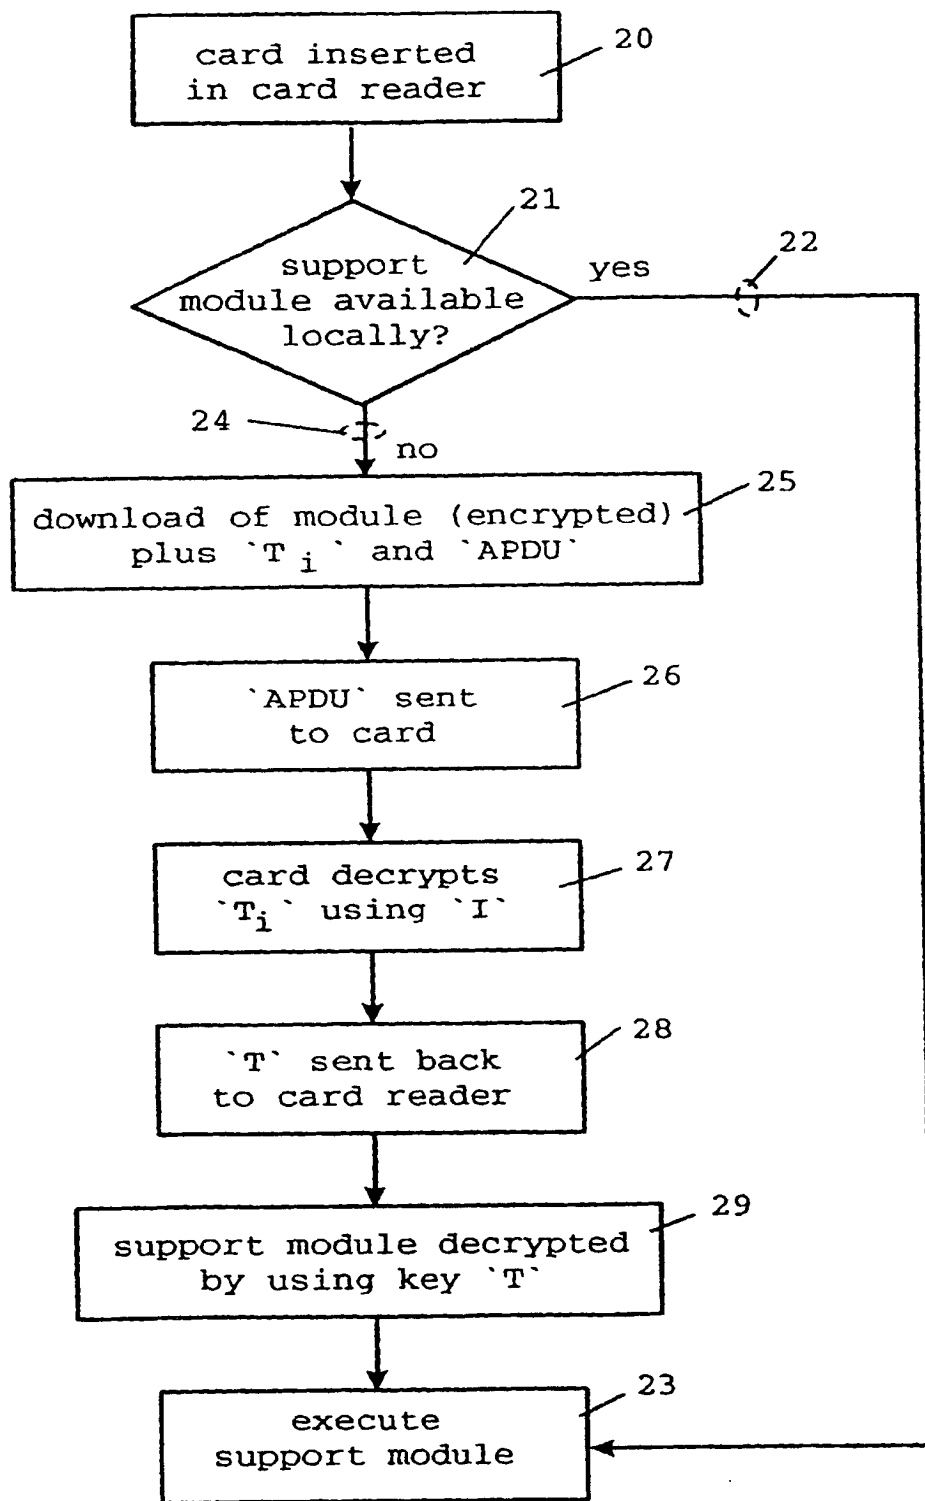 card inserted
in card reader
20
21
support
module available
locally?
yes
22
24
no
25
download of module (encrypted)
plus `Ti` and `APDU`
26
`APDU` sent
to card
27
card decrypts
`Ti` using `I`
28
`T` sent back
to card reader
29
support module decrypted
by using key `T`
23
execute
support module